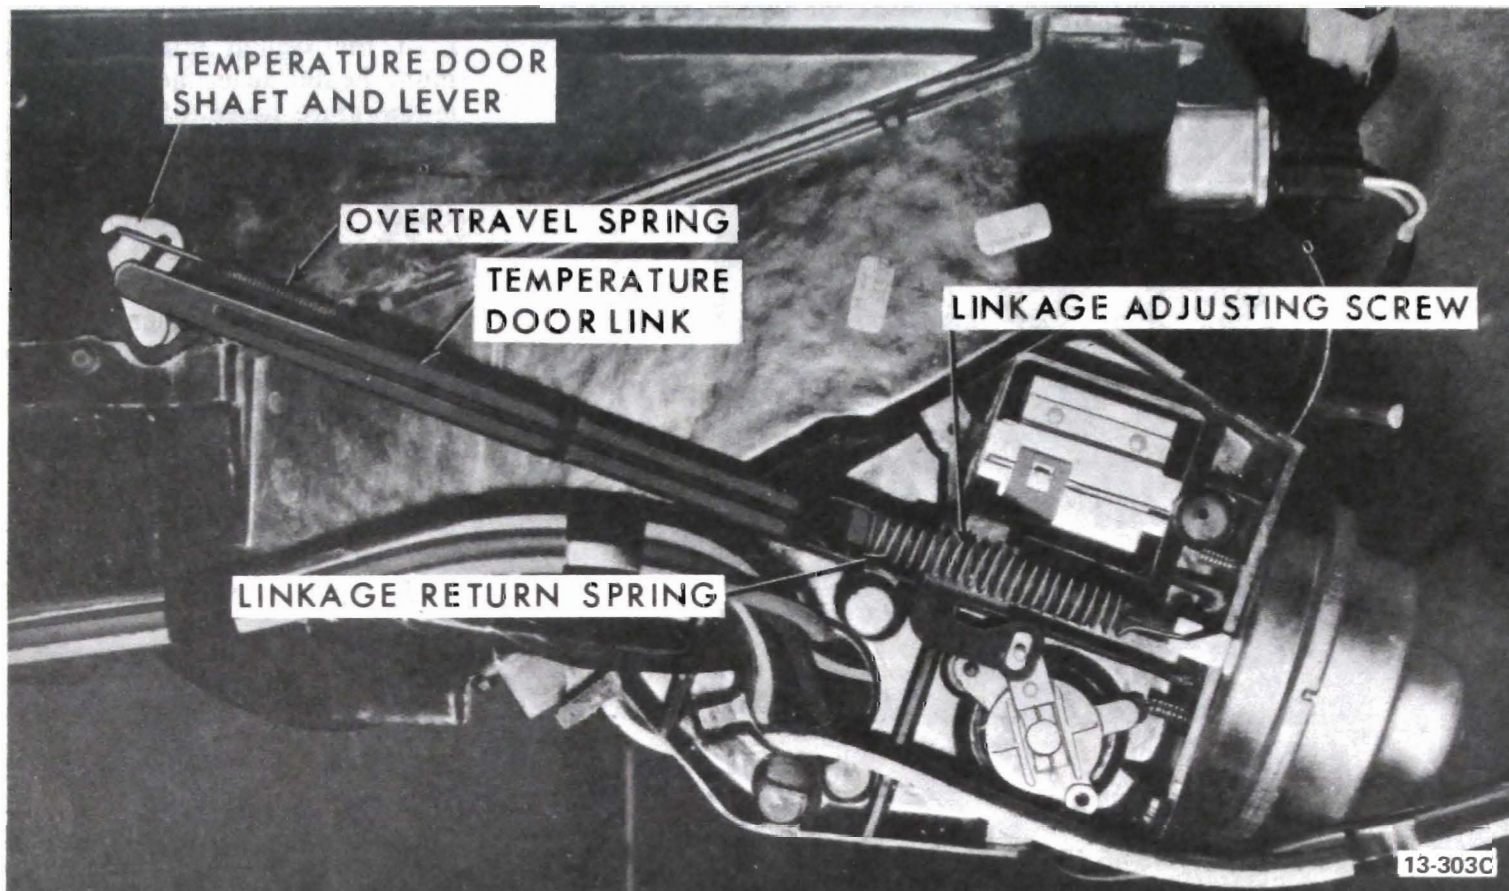 TEMPERATURE DOOR
SHAFT AND LEVER
OVERTRAVEL SPRING
TEMPERATURE
DOOR LINK
LINKAGE ADJUSTING SCREW
LINKAGE RETURN SPRING
13-303C